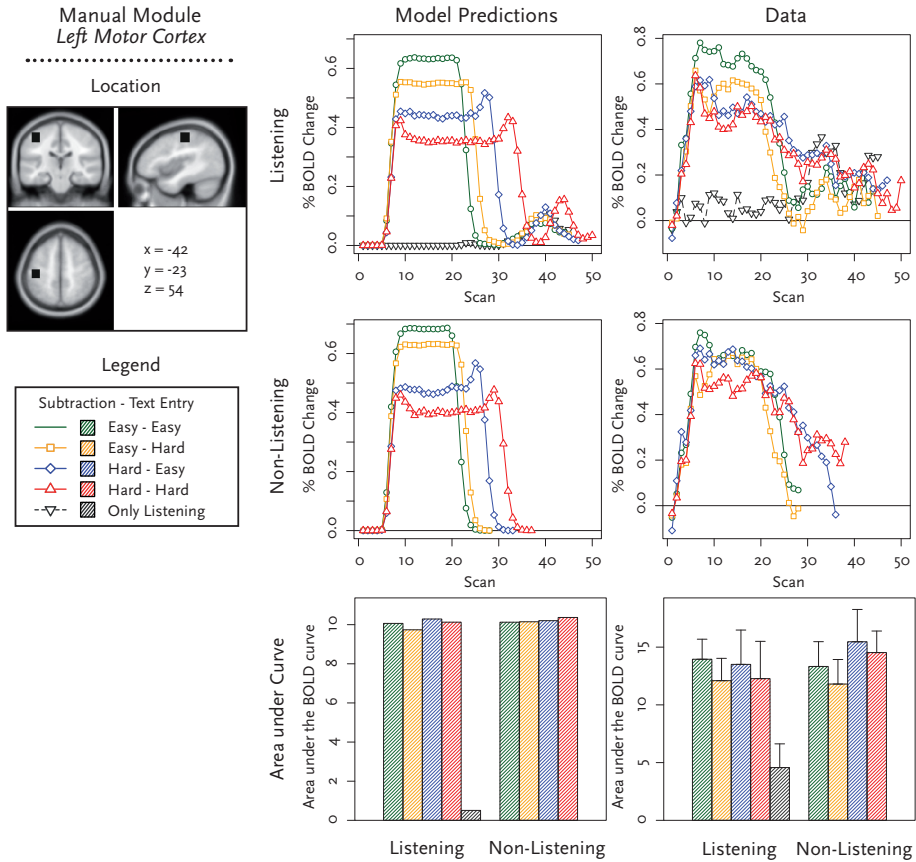 Manual Module
Left Motor Cortex
Location
x = -42
y = -23
z = 54
Legend
Subtraction - Text Entry
Easy - Easy
Easy - Hard
Hard - Easy
Hard - Hard
Only Listening
Model Predictions
Data
Listening
% BOLD Change
0.0
0.2
0.4
0.6
0
10
20
30
40
50
Scan
% BOLD Change
0.0
0.2
0.4
0.6
0.8
0
10
20
30
40
50
Scan
Non-Listening
% BOLD Change
0.0
0.2
0.4
0.6
0
10
20
30
40
50
Scan
% BOLD Change
0.0
0.2
0.4
0.6
0.8
0
10
20
30
40
50
Scan
Area under Curve
Area under the BOLD curve
0
2
4
6
8
10
Listening
Non-Listening
Area under the BOLD curve
0
5
10
15
Listening
Non-Listening